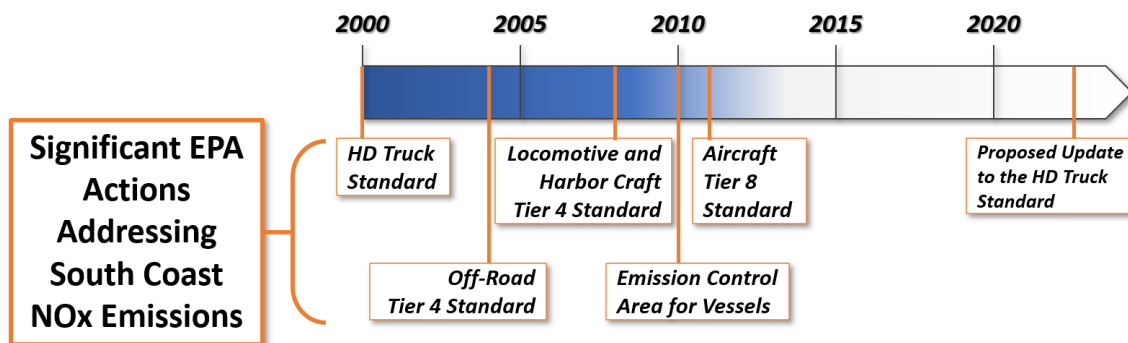 2000
2005
2010
2015
2020
Significant EPA
Actions
Addressing
South Coast
NOx Emissions
HD Truck
Standard
Off-Road
Tier 4 Standard
Locomotive and
Harbor Craft
Tier 4 Standard
Emission Control
Area for Vessels
Aircraft
Tier 8
Standard
Proposed Update
to the HD Truck
Standard